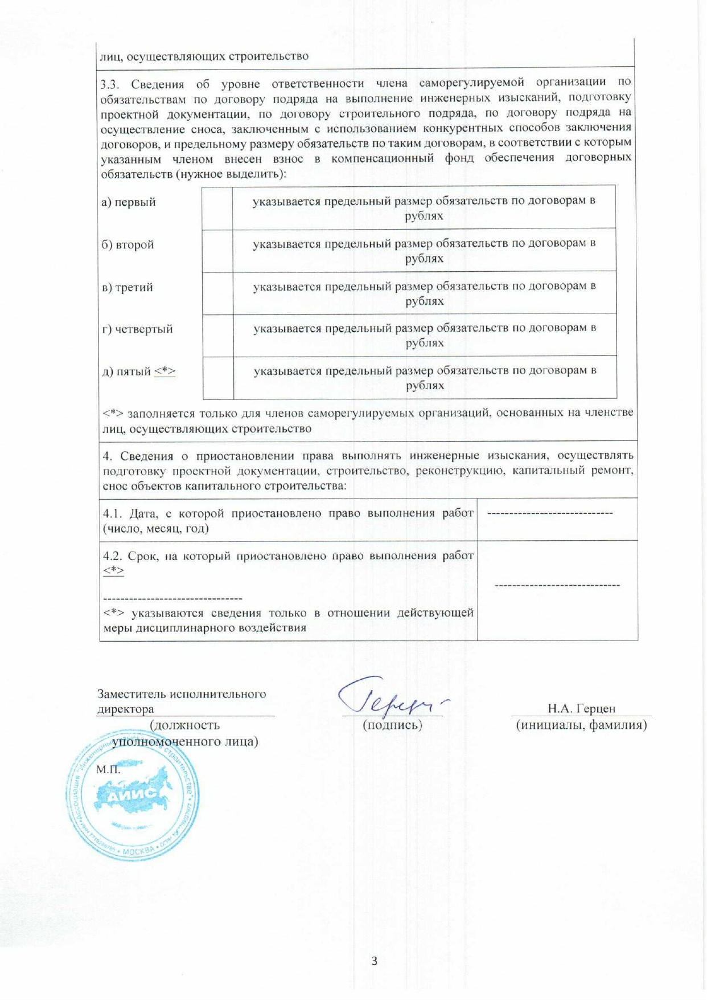 лиц, осуществляющих строительство
3.3. Сведения об уровне ответственности члена саморегулируемой организации по
обязательствам по договору подряда на выполнение инженерных изысканий, подготовку
проектной документации, по договору строительного подряда, по договору подряда на
осуществление сноса, заключенным с использованием конкурентных способов заключения
договоров, и предельному размеру обязательств по таким договорам, в соответствии с которым
указанным членом внесен взнос в компенсационный фонд обеспечения договорных
обязательств (нужное выделить):
а) первый
указывается предельный размер обязательств по договорам в
рублях
б) второй
указывается предельный размер обязательств по договорам в
рублях
в) третий
указывается предельный размер обязательств по договорам в
рублях
г) четвертый
указывается предельный размер обязательств по договорам в
рублях
д) пятый <*>
указывается предельный размер обязательств по договорам в
рублях
<*> заполняется только для членов саморегулируемых организаций, основанных на членстве
лиц, осуществляющих строительство
4. Сведения о приостановлении права выполнять инженерные изыскания, осуществлять
подготовку проектной документации, строительство, реконструкцию, капитальный ремонт,
снос объектов капитального строительства:
4.1. Дата, с которой приостановлено право выполнения работ
(число, месяц, год)
-----------------------------
4.2. Срок, на который приостановлено право выполнения работ
<*>
--------------------------------
<*> указываются сведения только в отношении действующей
меры дисциплинарного воздействия
-----------------------------
Заместитель исполнительного
директора
(должность
уполномоченного лица)
(подпись)
Н.А. Герцен
(инициалы, фамилия)
М.П.
Ассоциация "Инженерные в строительстве"
АИИС
МОСКВА
3